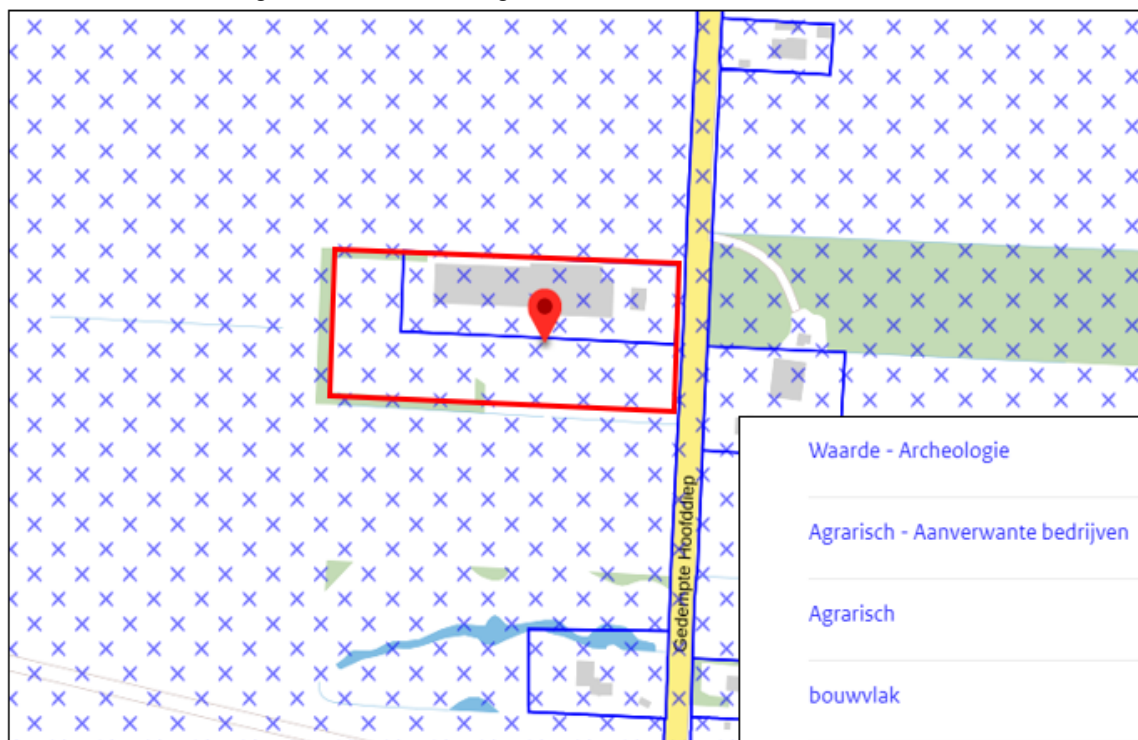 Gedempte Hoofddiep
Waarde - Archeologie
Agrarisch - Aanverwante bedrijven
Agrarisch
bouwvlak